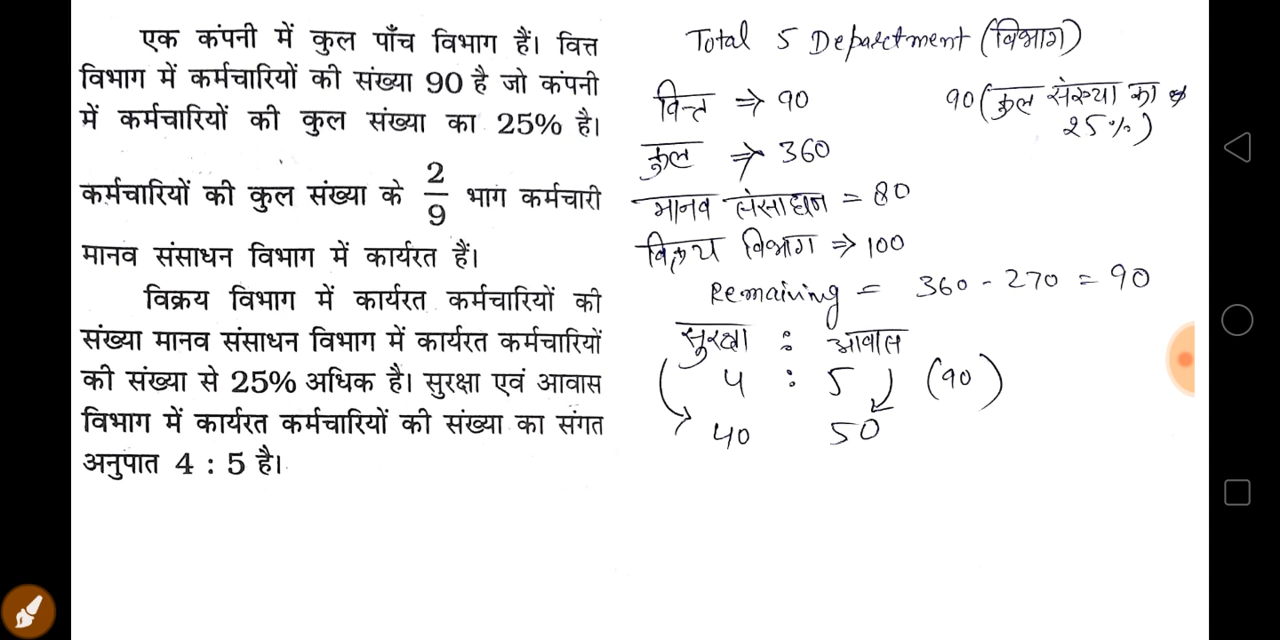 एक कंपनी में कुल पाँच विभाग हैं। वित्त
विभाग में कर्मचारियों की संख्या 90 है जो कंपनी
में कर्मचारियों की कुल संख्या का 25% है।
कर्मचारियों की कुल संख्या के 2/9 भाग कर्मचारी
मानव संसाधन विभाग में कार्यरत हैं।
विक्रय विभाग में कार्यरत कर्मचारियों की
संख्या मानव संसाधन विभाग में कार्यरत कर्मचारियों
की संख्या से 25% अधिक है। सुरक्षा एवं आवास
विभाग में कार्यरत कर्मचारियों की संख्या का संगत
अनुपात 4 : 5 है।
Total 5 Department (विभाग)
वित्त ⇒ 90
90 (कुल संख्या का
25%)
कुल ⇒ 360
मानव संसाधन = 80
विक्रय विभाग ⇒ 100
Remaining = 360 - 270 = 90
सुरक्षा : आवास
4 : 5 (90)
40 50